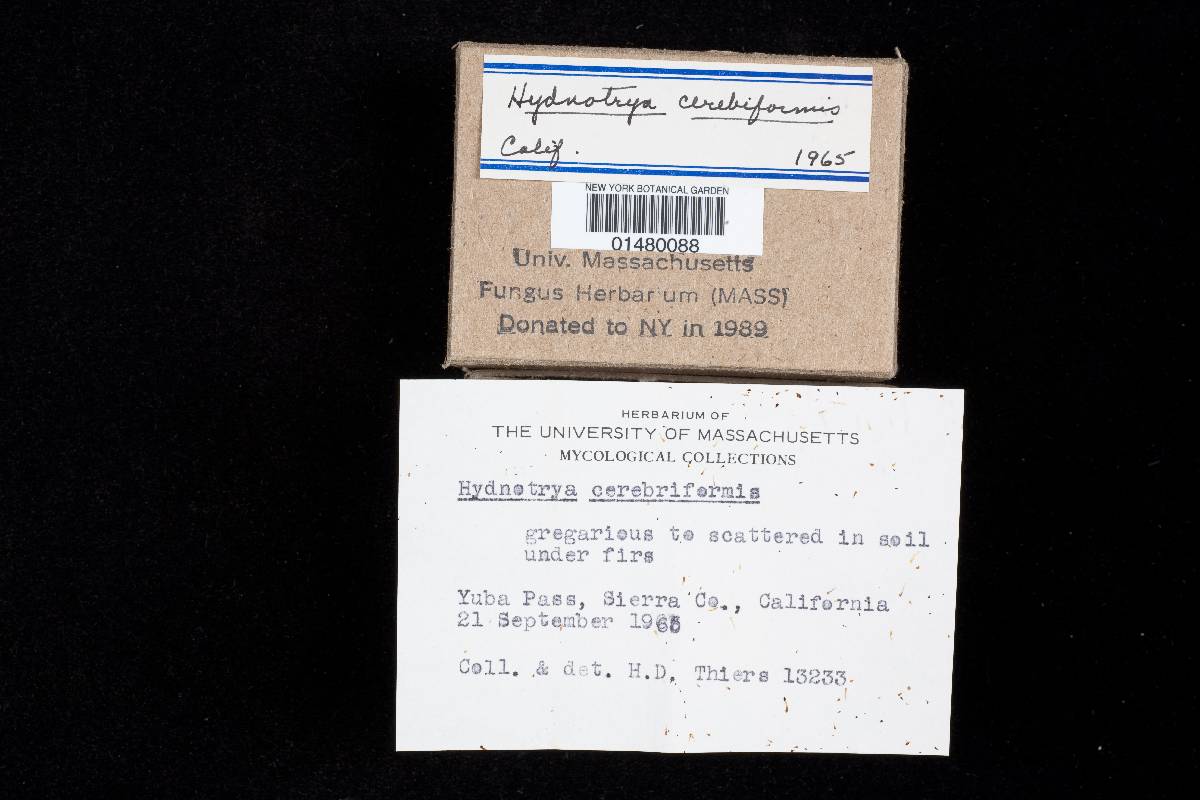 Hydnotrya cerebriformis
Calif. 1965
NEW YORK BOTANICAL GARDEN
01480088
Univ. Massachusetts
Fungus Herbarium (MASS)
Donated to NY in 1989
HERBARIUM OF
THE UNIVERSITY OF MASSACHUSETTS
MYCOLOGICAL COLLECTIONS
Hydnotrya cerebriformis
gregarious to scattered in soil
under firs
Yuba Pass, Sierra Co., California
21 September
Coll. & det. H.D. Thiers 13233